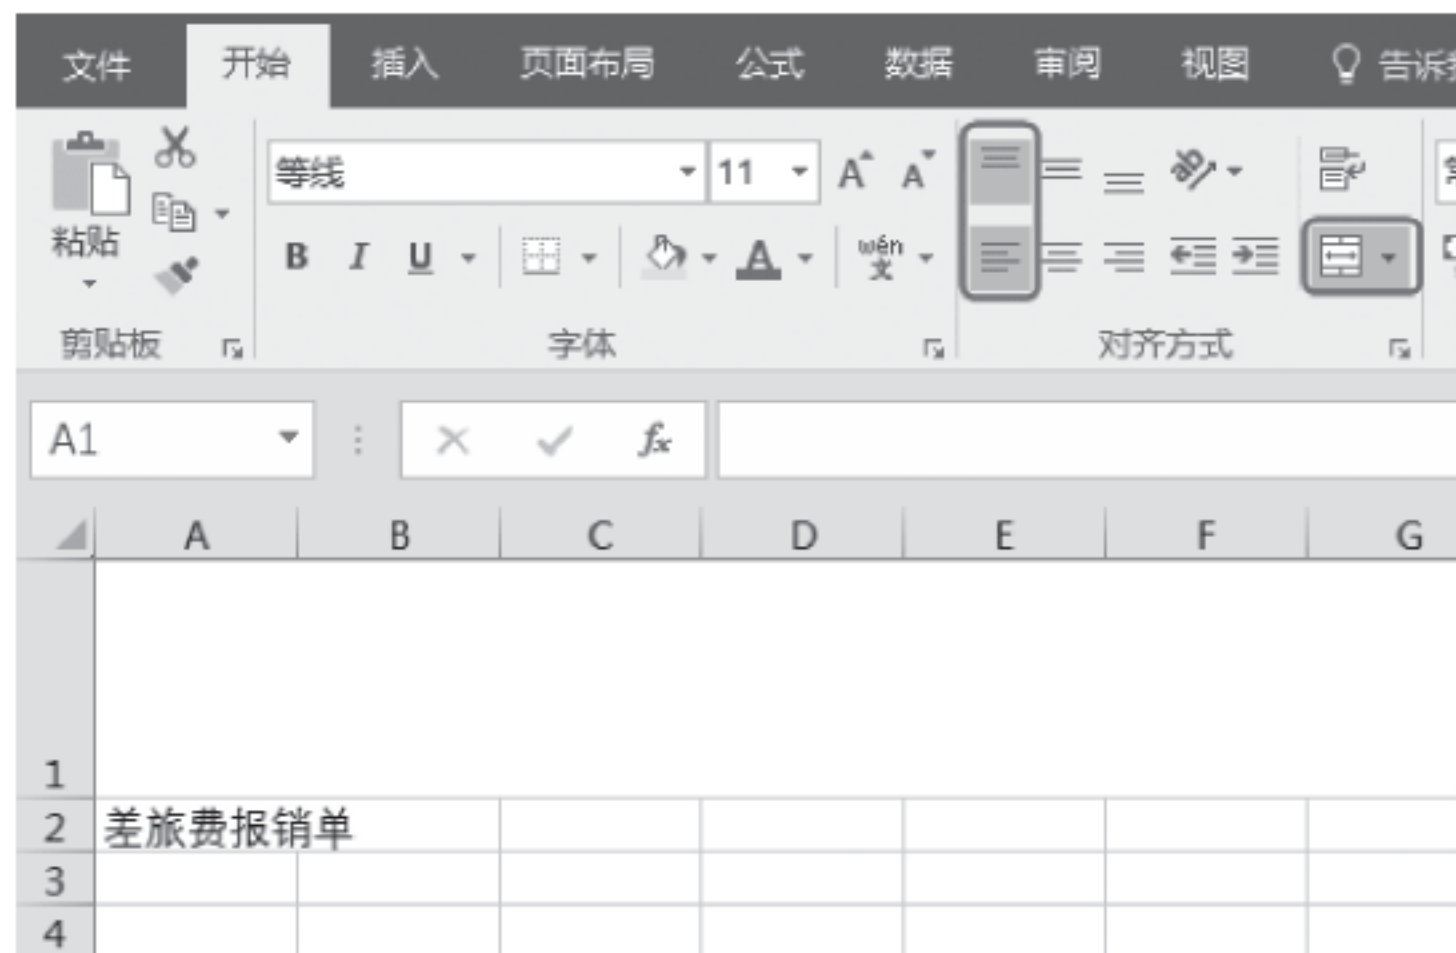 文件 开始 插入 页面布局 公式 数据 审阅 视图 告诉
等线 11 A A ab
粘贴 B I U A wén 文
剪贴板 字体 对齐方式
A1 fx
A B C D E F G
1
2 差旅费报销单
3
4